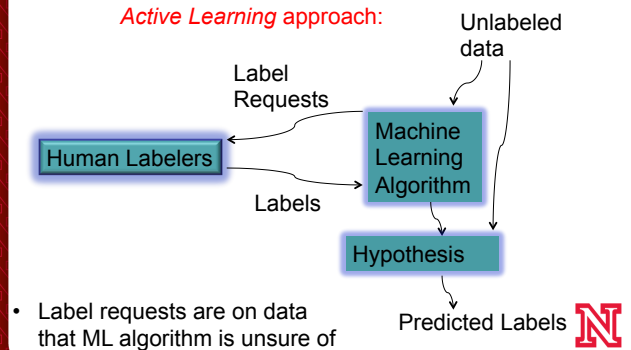 Active Learning approach:
Unlabeled
data
Label
Requests
Machine
Learning
Algorithm
Human Labelers
Labels
Hypothesis
• Label requests are on data
that ML algorithm is unsure of
Predicted Labels
N